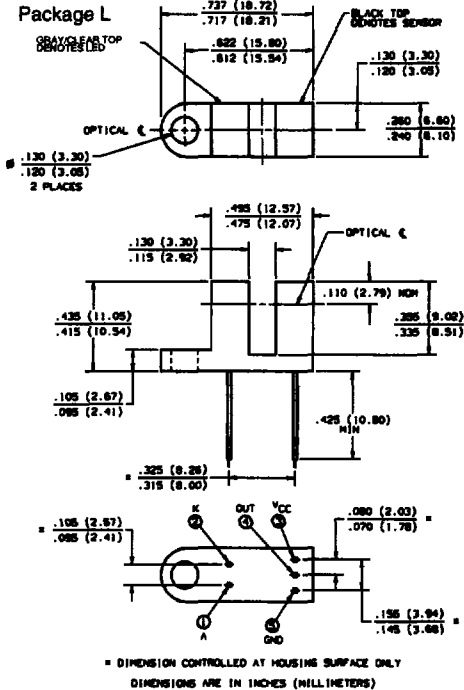 Package L
.737 (18.72)
.717 (18.21)
BLACK TOP
DENOTES SENSOR
GRAY/CLEAR TOP
DENOTES LED
.622 (15.80)
.612 (15.54)
.130 (3.30)
.120 (3.05)
OPTICAL ℄
.260 (6.60)
.240 (6.10)
.130 (3.30)
.120 (3.05)
2 PLACES
.495 (12.57)
.475 (12.07)
.130 (3.30)
.115 (2.92)
OPTICAL ℄
.110 (2.79) NOM
.435 (11.05)
.415 (10.54)
.355 (9.02)
.335 (8.51)
.105 (2.67)
.095 (2.41)
.425 (10.80)
MIN
.325 (8.26)
.315 (8.00)
K
2
OUT
4
VCC
3
.080 (2.03)
.070 (1.78)
.105 (2.67)
.095 (2.41)
1
A
5
GND
.155 (3.94)
.145 (3.68)
= DIMENSION CONTROLLED AT HOUSING SURFACE ONLY
DIMENSIONS ARE IN INCHES (MILLIMETERS)